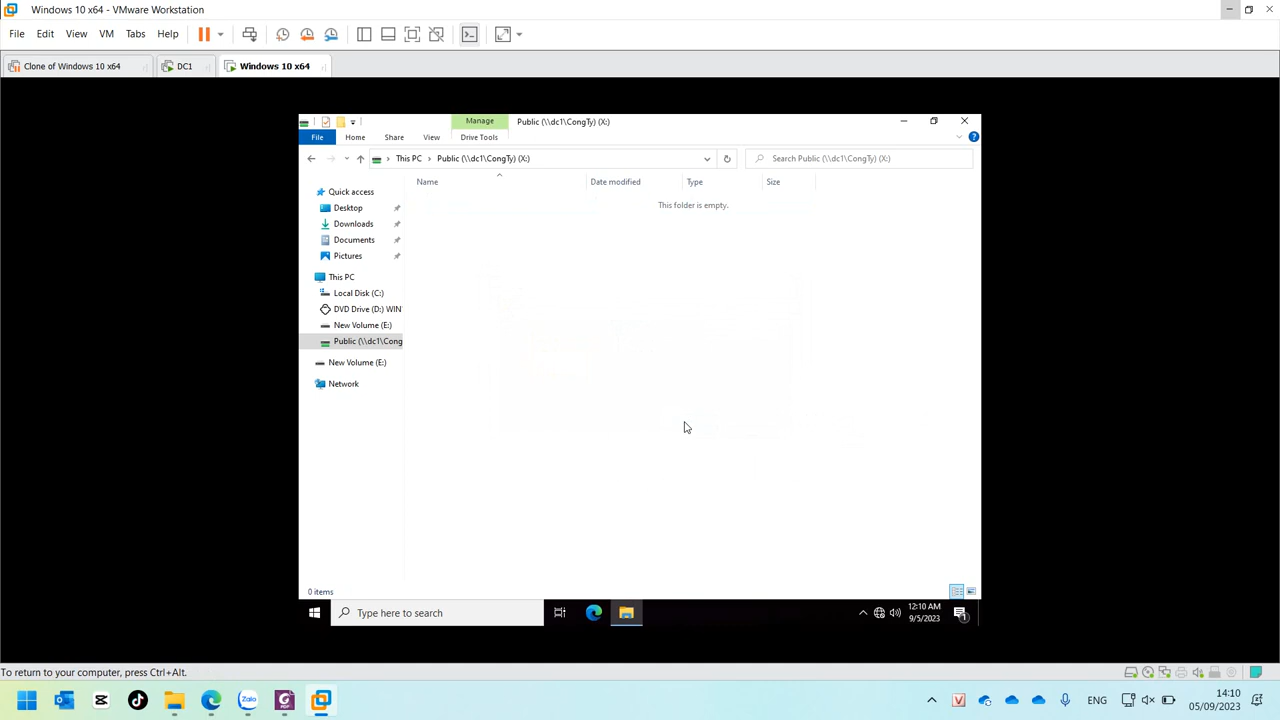 Windows 10 x64 - VMware Workstation
File Edit View VM Tabs Help
Clone of Windows 10 x64
DC1
Windows 10 x64
Manage
Public (\\dc1\CongTy) (X:)
File Home Share View Drive Tools
This PC
Public (\\dc1\CongTy) (X:)
Search Public (\\dc1\CongTy) (X:)
Name Date modified Type Size
This folder is empty.
Quick access
Desktop
Downloads
Documents
Pictures
This PC
Local Disk (C:)
DVD Drive (D:) WIN
New Volume (E:)
Public (\\dc1\Cong
New Volume (E:)
Network
0 items
Type here to search
12:10 AM
9/5/2023
1
To return to your computer, press Ctrl+Alt.
Zalo
PDF
ENG
14:10
05/09/2023